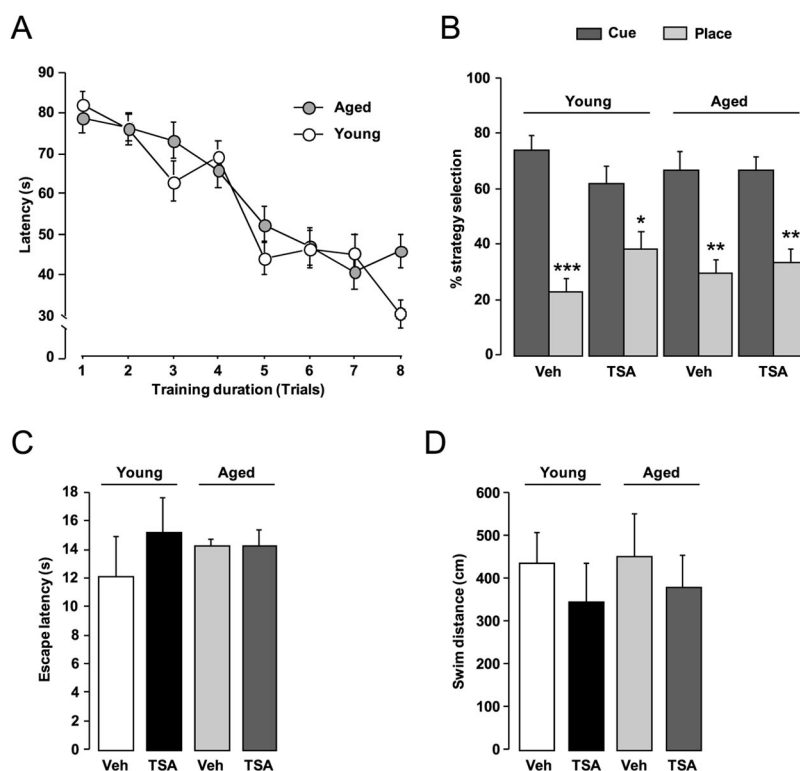 A
90
80
70
60
50
40
30
0
Latency (s)
Aged
Young
1 2 3 4 5 6 7 8
Training duration (Trials)
B
Cue Place
100
80
60
40
20
0
% strategy selection
Young Aged
*** * ** **
Veh TSA Veh TSA
C
Young Aged
18
16
14
12
10
8
6
4
2
0
Escape latency (s)
Veh TSA Veh TSA
D
Young Aged
600
500
400
300
200
100
0
Swim distance (cm)
Veh TSA Veh TSA